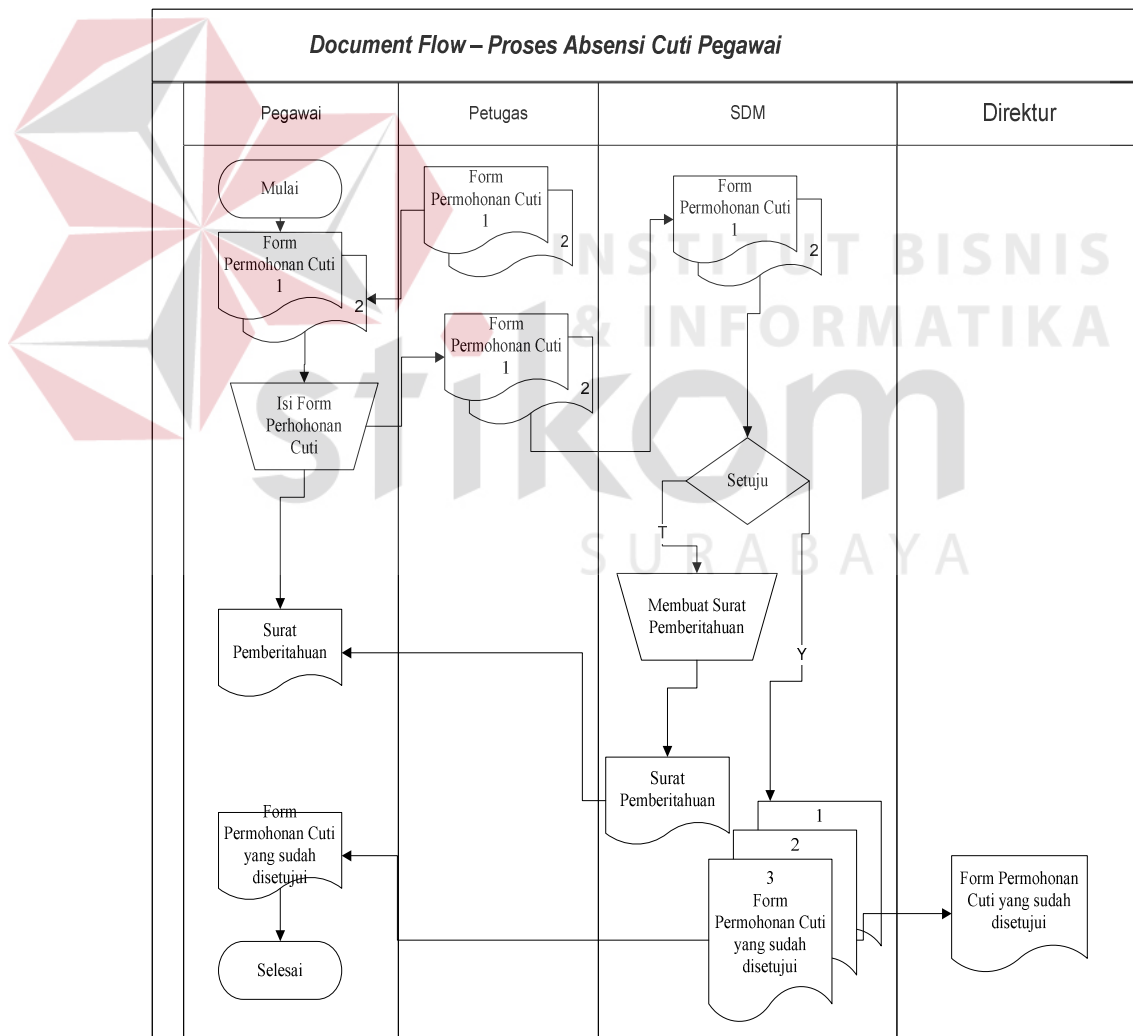 Document Flow – Proses Absensi Cuti Pegawai
Pegawai
Petugas
SDM
Direktur
Mulai
Form
Permohonan Cuti
1
2
Isi Form
Perhohonan
Cuti
Surat
Pemberitahuan
Form
Permohonan Cuti
yang sudah
disetujui
Selesai
Form
Permohonan Cuti
1
2
Form
Permohonan Cuti
1
2
Form
Permohonan Cuti
1
2
Setuju
T
Y
Membuat Surat
Pemberitahuan
Surat
Pemberitahuan
1
2
3
Form
Permohonan Cuti
yang sudah
disetujui
Form Permohonan
Cuti yang sudah
disetujui
INSTITUT BISNIS
& INFORMATIKA
stikom
SURABAYA